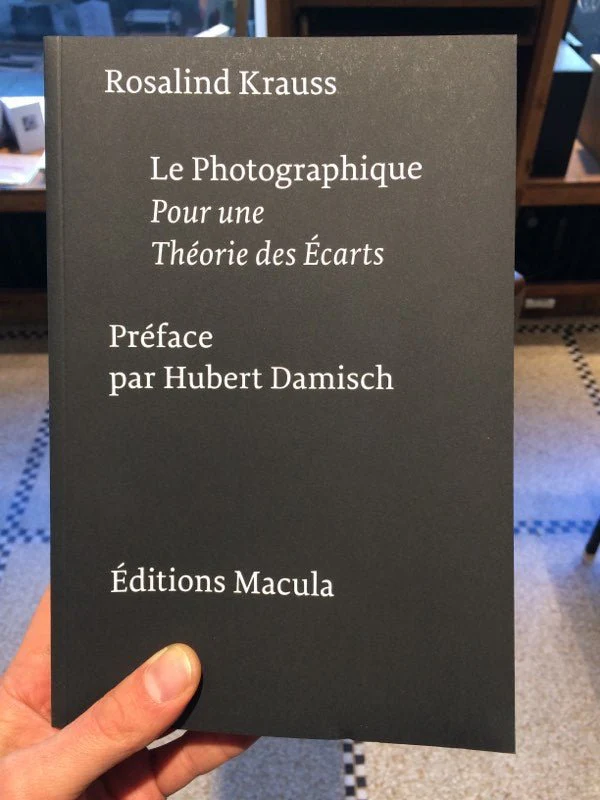 Rosalind Krauss
Le Photographique
Pour une
Théorie des Écarts
Préface
par Hubert Damisch
Éditions Macula